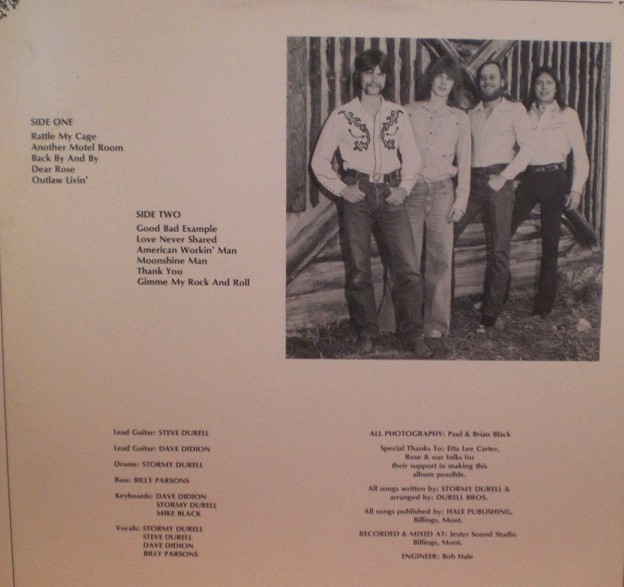 SIDE ONE
Rattle My Cage
Another Motel Room
Back By And By
Dear Rose
Outlaw Livin'
SIDE TWO
Good Bad Example
Love Never Shared
American Workin' Man
Moonshine Man
Thank You
Gimme My Rock And Roll
Lead Guitar: STEVE DURELL
Lead Guitar: DAVE DIDION
Drums: STORMY DURELL
Bass: BILLY PARSONS
Keyboards: DAVE DIDION
STORMY DURELL
MIKE BLACK
Vocals: STORMY DURELL
STEVE DURELL
DAVE DIDION
BILLY PARSONS
ALL PHOTOGRAPHY: Paul & Brian Black
Special Thanks To: Etta Lee Carter,
Rose & our folks for
their support in making this
album possible.
All songs written by: STORMY DURELL &
arranged by: DURELL BROS.
All songs published by: HALE PUBLISHING,
Billings, Mont.
RECORDED & MIXED AT: Jester Sound Studio
Billings, Mont.
ENGINEER: Bob Hale